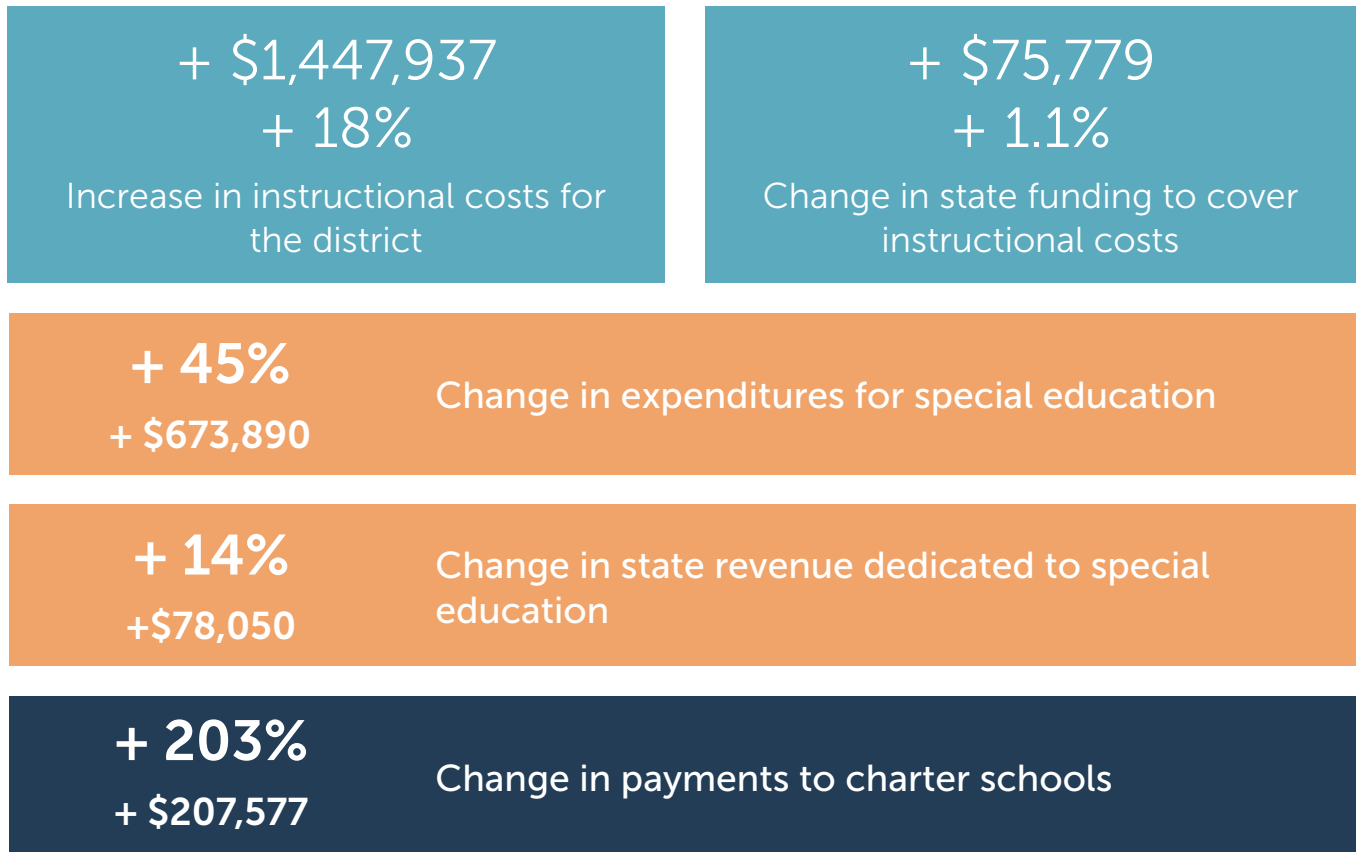 + $1,447,937
+ 18%
Increase in instructional costs for
the district
+ $75,779
+ 1.1%
Change in state funding to cover
instructional costs
+ 45%
+ $673,890
Change in expenditures for special education
+ 14%
+$78,050
Change in state revenue dedicated to special
education
+ 203%
+ $207,577
Change in payments to charter schools